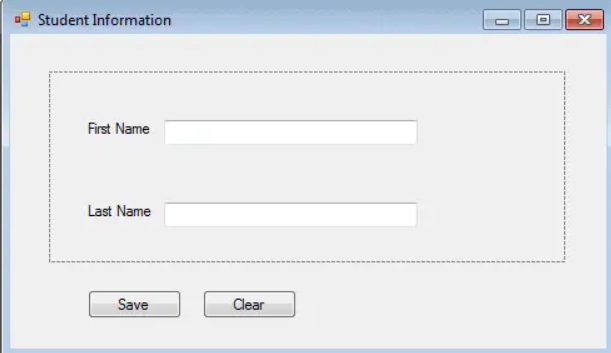 Student Information
First Name
Last Name
Save Clear